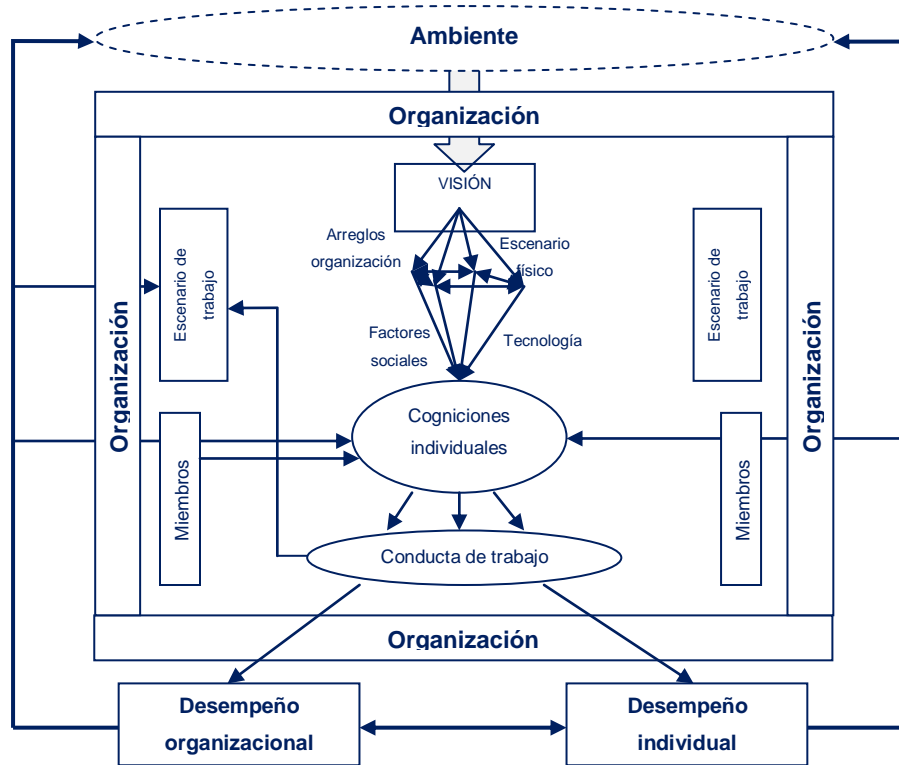 Ambiente
Organización
VISIÓN
Arreglos
organización
Escenario
físico
Escenario de
trabajo
Escenario de
trabajo
Organización
Organización
Factores
sociales
Tecnología
Cogniciones
individuales
Miembros
Miembros
Conducta de trabajo
Organización
Desempeño
organizacional
Desempeño
individual